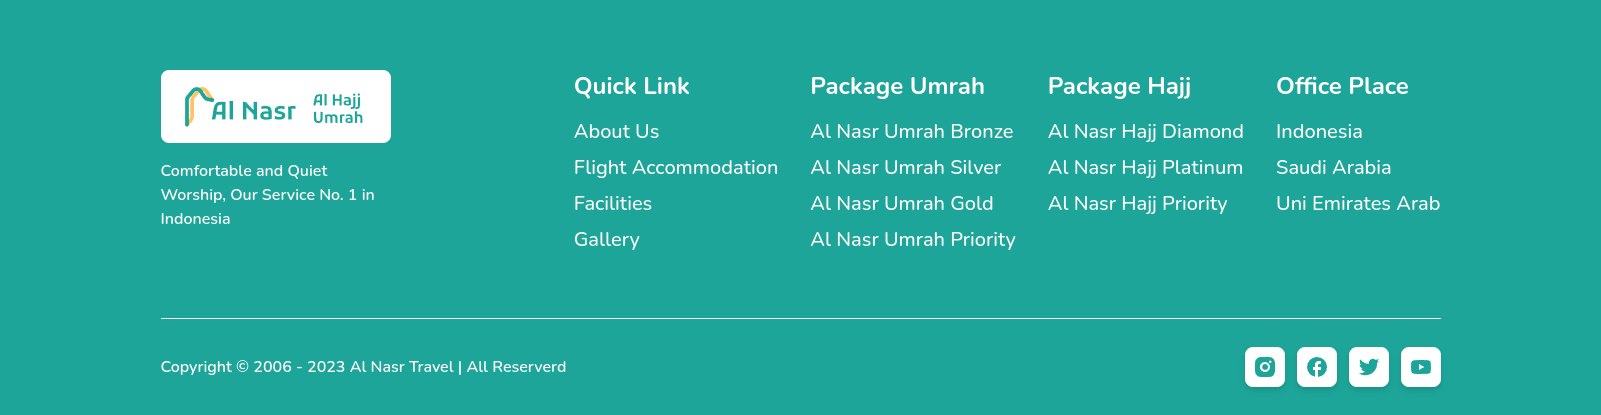 Al Nasr
Al Hajj
Umrah
Comfortable and Quiet
Worship, Our Service No. 1 in
Indonesia
Quick Link
About Us
Flight Accommodation
Facilities
Gallery
Package Umrah
Al Nasr Umrah Bronze
Al Nasr Umrah Silver
Al Nasr Umrah Gold
Al Nasr Umrah Priority
Package Hajj
Al Nasr Hajj Diamond
Al Nasr Hajj Platinum
Al Nasr Hajj Priority
Office Place
Indonesia
Saudi Arabia
Uni Emirates Arab
Copyright © 2006 - 2023 Al Nasr Travel | All Reserverd